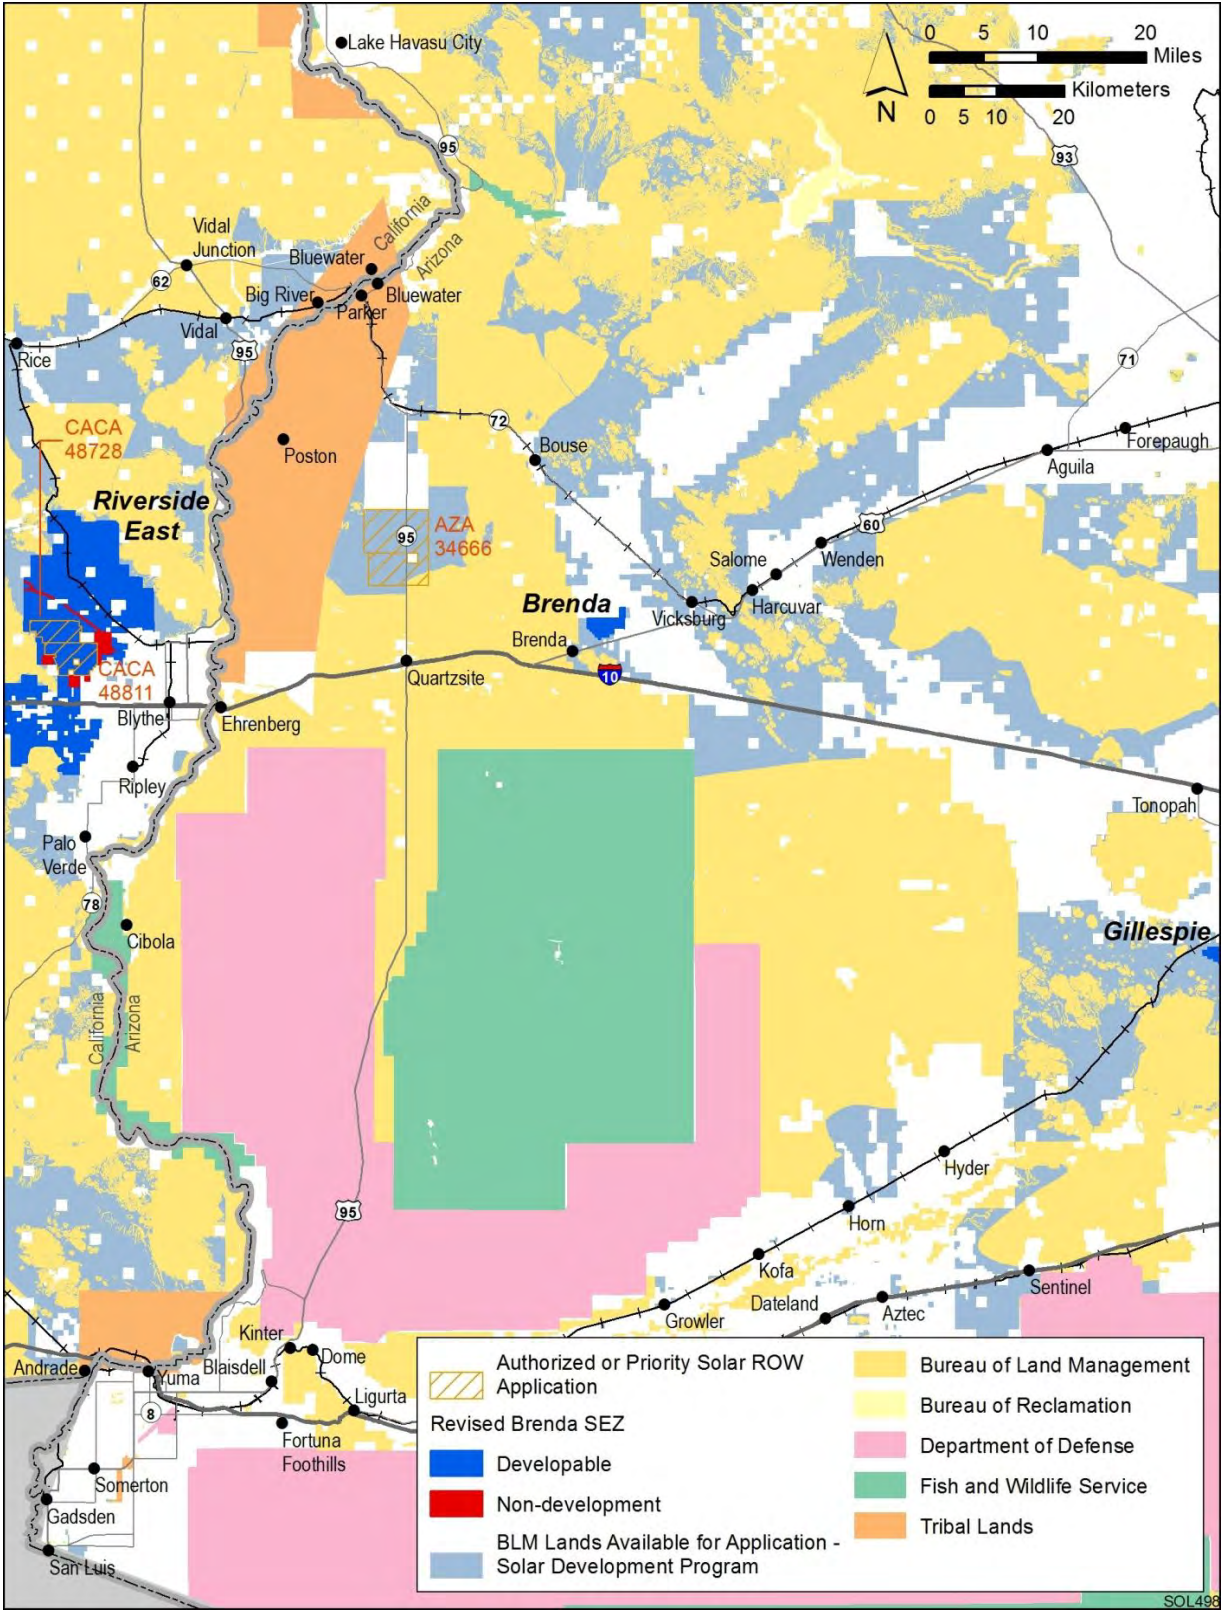 Lake Havasu City
0 5 10 20
Miles
Kilometers
N
0 5 10 20
95
93
California
Arizona
Vidal
Junction
Bluewater
62
Big River
Bluewater
Parker
Vidal
95
Rice
71
72
CACA
48728
Poston
Bouse
Forepaugh
Aguila
Riverside
East
95
AZA
34666
60
Salome
Wenden
Brenda
Vicksburg
Harcuvar
Brenda
CACA
48811
Quartzsite
10
Blythe
Ehrenberg
Ripley
Tonopah
Palo
Verde
78
Cibola
Gillespie
California
Arizona
Hyder
95
Horn
Kofa
Sentinel
Growler
Dateland
Aztec
Kinter
Andrade
Yuma
Blaisdell
Dome
8
Ligurta
Fortuna
Foothills
Somerton
Gadsden
San Luis
Authorized or Priority Solar ROW
Application
Revised Brenda SEZ
Developable
Non-development
BLM Lands Available for Application -
Solar Development Program
Bureau of Land Management
Bureau of Reclamation
Department of Defense
Fish and Wildlife Service
Tribal Lands
SOL498